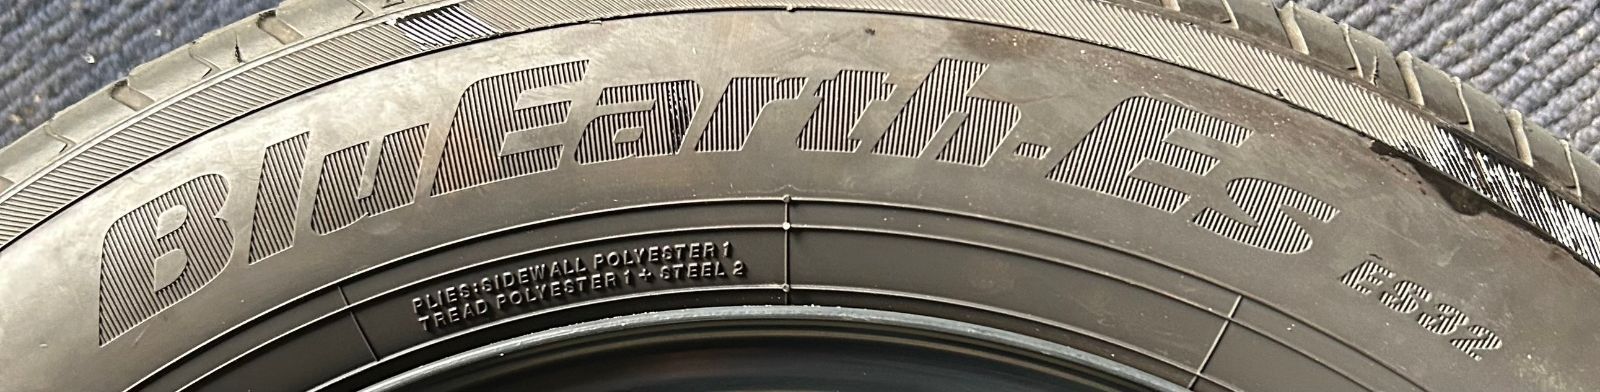 BluEarth-Es
ES32
PLIES:SIDEWALL POLYESTER 1
TREAD POLYESTER 1 + STEEL 2